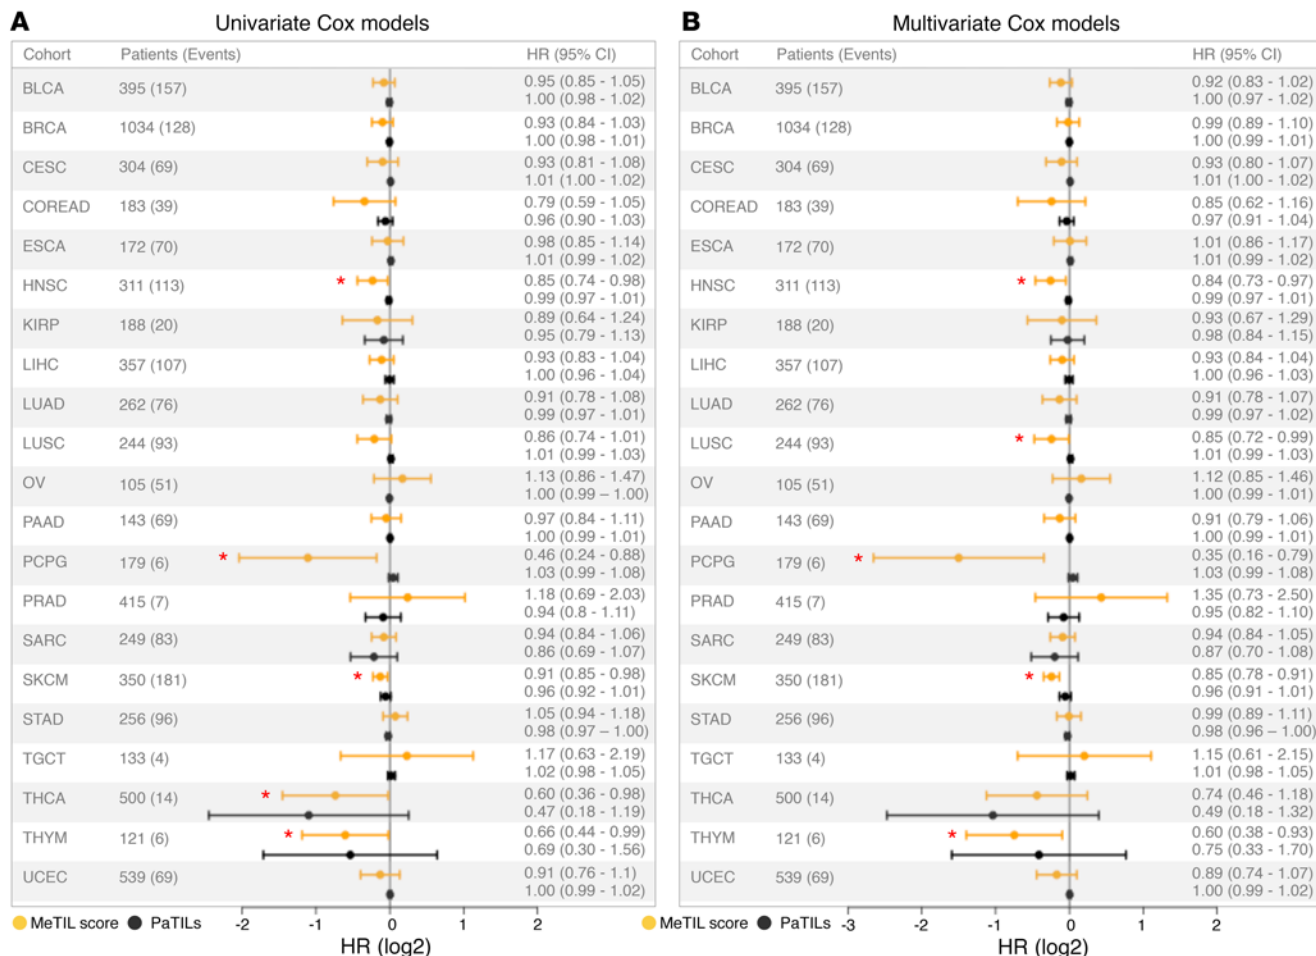 A Univariate Cox models
Cohort Patients (Events) HR (95% CI)
BLCA 395 (157) 0.95 (0.85 - 1.05)
1.00 (0.98 - 1.02)
BRCA 1034 (128) 0.93 (0.84 - 1.03)
1.00 (0.98 - 1.01)
CESC 304 (69) 0.93 (0.81 - 1.08)
1.01 (1.00 - 1.02)
COREAD 183 (39) 0.79 (0.59 - 1.05)
0.96 (0.90 - 1.03)
ESCA 172 (70) 0.98 (0.85 - 1.14)
1.01 (0.99 - 1.02)
HNSC 311 (113) * 0.85 (0.74 - 0.98)
0.99 (0.97 - 1.01)
KIRP 188 (20) 0.89 (0.64 - 1.24)
0.95 (0.79 - 1.13)
LIHC 357 (107) 0.93 (0.83 - 1.04)
1.00 (0.96 - 1.04)
LUAD 262 (76) 0.91 (0.78 - 1.08)
0.99 (0.97 - 1.01)
LUSC 244 (93) 0.86 (0.74 - 1.01)
1.01 (0.99 - 1.03)
OV 105 (51) 1.13 (0.86 - 1.47)
1.00 (0.99 – 1.00)
PAAD 143 (69) 0.97 (0.84 - 1.11)
1.00 (0.99 - 1.01)
PCPG 179 (6) * 0.46 (0.24 - 0.88)
1.03 (0.99 - 1.08)
PRAD 415 (7) 1.18 (0.69 - 2.03)
0.94 (0.8 - 1.11)
SARC 249 (83) 0.94 (0.84 - 1.06)
0.86 (0.69 - 1.07)
SKCM 350 (181) * 0.91 (0.85 - 0.98)
0.96 (0.92 - 1.01)
STAD 256 (96) 1.05 (0.94 - 1.18)
0.98 (0.97 – 1.00)
TGCT 133 (4) 1.17 (0.63 - 2.19)
1.02 (0.98 - 1.05)
THCA 500 (14) * 0.60 (0.36 - 0.98)
0.47 (0.18 - 1.19)
THYM 121 (6) * 0.66 (0.44 - 0.99)
0.69 (0.30 - 1.56)
UCEC 539 (69) 0.91 (0.76 - 1.1)
1.00 (0.99 - 1.02)
-2 -1 0 1 2
MeTIL score PaTILs
HR (log2)
B Multivariate Cox models
Cohort Patients (Events) HR (95% CI)
BLCA 395 (157) 0.92 (0.83 - 1.02)
1.00 (0.97 - 1.02)
BRCA 1034 (128) 0.99 (0.89 - 1.10)
1.00 (0.99 - 1.01)
CESC 304 (69) 0.93 (0.80 - 1.07)
1.01 (1.00 - 1.02)
COREAD 183 (39) 0.85 (0.62 - 1.16)
0.97 (0.91 - 1.04)
ESCA 172 (70) 1.01 (0.86 - 1.17)
1.01 (0.99 - 1.02)
HNSC 311 (113) * 0.84 (0.73 - 0.97)
0.99 (0.97 - 1.01)
KIRP 188 (20) 0.93 (0.67 - 1.29)
0.98 (0.84 - 1.15)
LIHC 357 (107) 0.93 (0.84 - 1.04)
1.00 (0.96 - 1.03)
LUAD 262 (76) 0.91 (0.78 - 1.07)
0.99 (0.97 - 1.02)
LUSC 244 (93) * 0.85 (0.72 - 0.99)
1.01 (0.99 - 1.03)
OV 105 (51) 1.12 (0.85 - 1.46)
1.00 (0.99 - 1.01)
PAAD 143 (69) 0.91 (0.79 - 1.06)
1.00 (0.99 - 1.01)
PCPG 179 (6) * 0.35 (0.16 - 0.79)
1.03 (0.99 - 1.08)
PRAD 415 (7) 1.35 (0.73 - 2.50)
0.95 (0.82 - 1.10)
SARC 249 (83) 0.94 (0.84 - 1.05)
0.87 (0.70 - 1.08)
SKCM 350 (181) * 0.85 (0.78 - 0.91)
0.96 (0.91 - 1.01)
STAD 256 (96) 0.99 (0.89 - 1.11)
0.98 (0.96 – 1.00)
TGCT 133 (4) 1.15 (0.61 - 2.15)
1.01 (0.98 - 1.05)
THCA 500 (14) 0.74 (0.46 - 1.18)
0.49 (0.18 - 1.32)
THYM 121 (6) * 0.60 (0.38 - 0.93)
0.75 (0.33 - 1.70)
UCEC 539 (69) 0.89 (0.74 - 1.07)
1.00 (0.99 - 1.02)
-3 -2 -1 0 1 2
MeTIL score PaTILs
HR (log2)